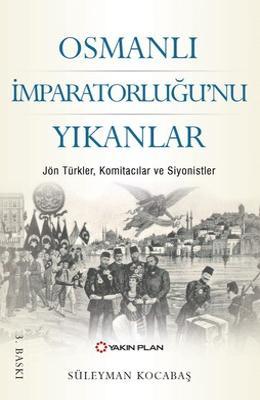 OSMANLI
İMPARATORLUĞU'NU
YIKANLAR
Jön Türkler, Komitacılar ve Siyonistler
3. BASKI
YAKIN PLAN
SÜLEYMAN KOCABAŞ